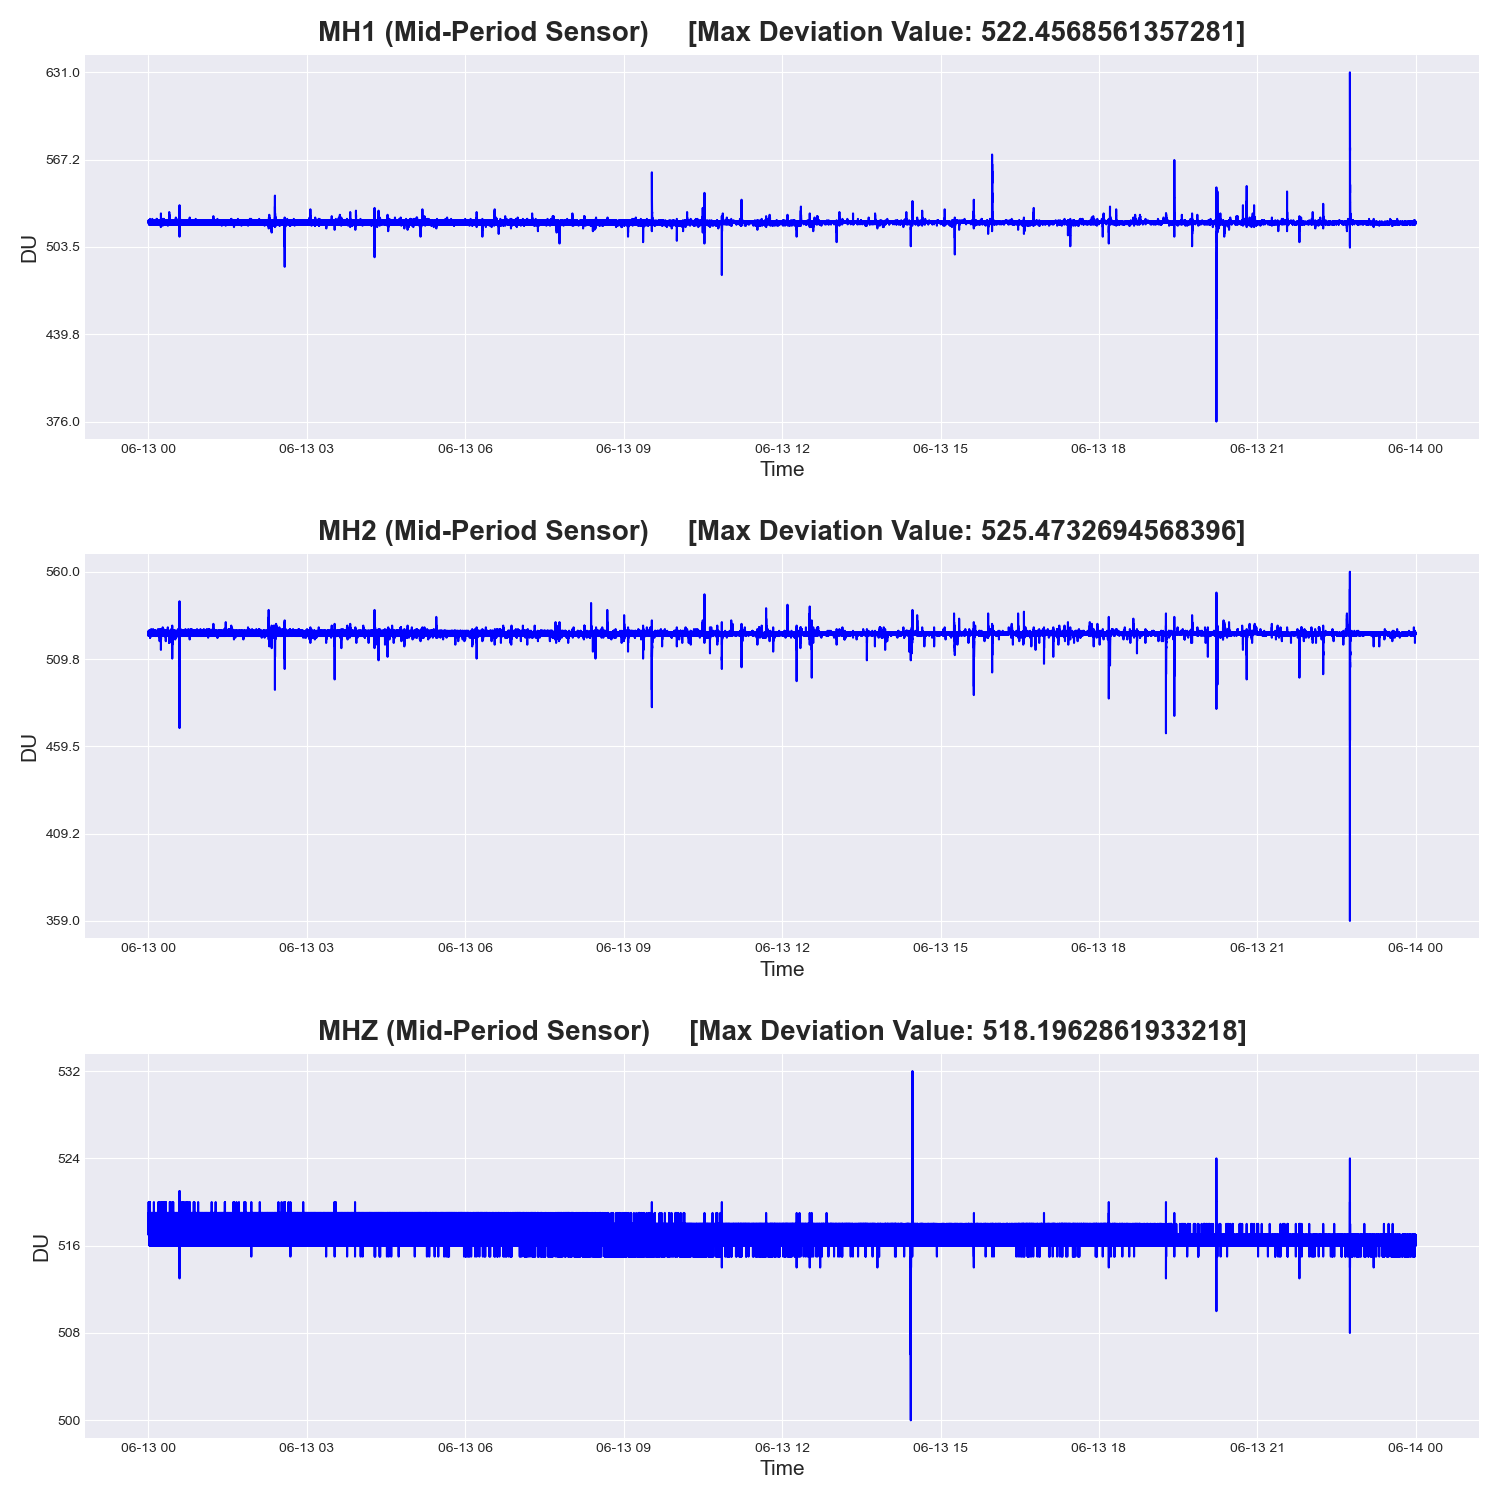 MH1 (Mid-Period Sensor) [Max Deviation Value: 522.4568561357281]
631.0
567.2
503.5
439.8
376.0
DU
06-13 00 06-13 03 06-13 06 06-13 09 06-13 12 06-13 15 06-13 18 06-13 21 06-14 00
Time
MH2 (Mid-Period Sensor) [Max Deviation Value: 525.4732694568396]
560.0
509.8
459.5
409.2
359.0
DU
06-13 00 06-13 03 06-13 06 06-13 09 06-13 12 06-13 15 06-13 18 06-13 21 06-14 00
Time
MHZ (Mid-Period Sensor) [Max Deviation Value: 518.1962861933218]
532
524
516
508
500
DU
06-13 00 06-13 03 06-13 06 06-13 09 06-13 12 06-13 15 06-13 18 06-13 21 06-14 00
Time